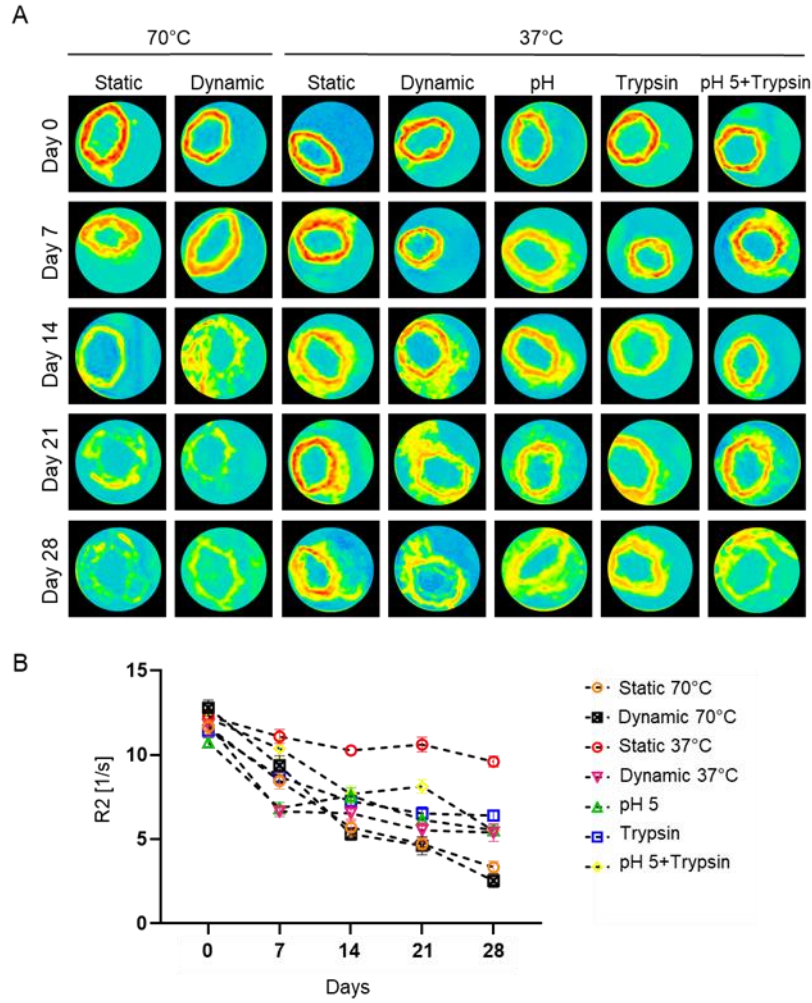 A
70°C 37°C
Static Dynamic Static Dynamic pH Trypsin pH 5+Trypsin
Day 0
Day 7
Day 14
Day 21
Day 28
B
R2 [1/s]
15
10
5
0
0 7 14 21 28
Days
Static 70°C
Dynamic 70°C
Static 37°C
Dynamic 37°C
pH 5
Trypsin
pH 5+Trypsin